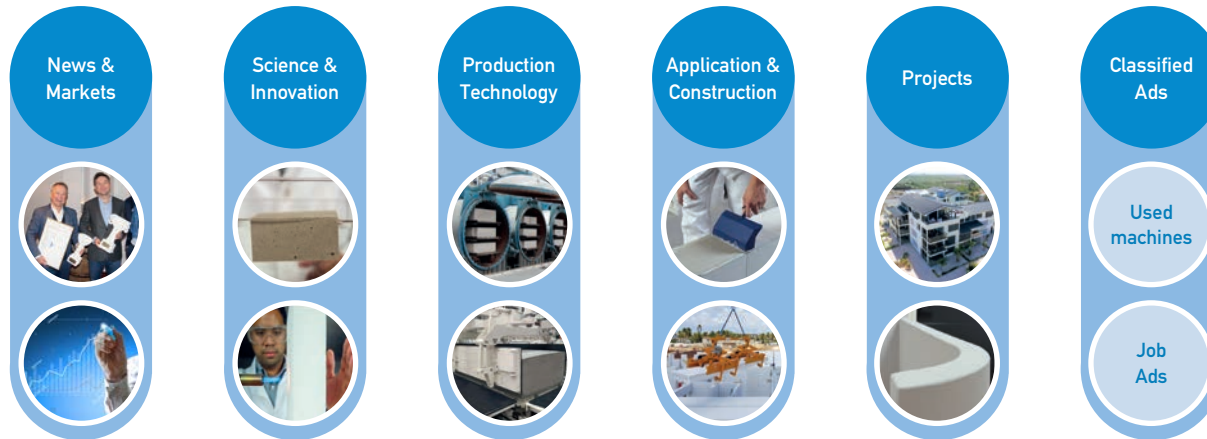 News &
Markets
Science &
Innovation
Production
Technology
Application &
Construction
Projects
Classified
Ads
Used
machines
Job
Ads